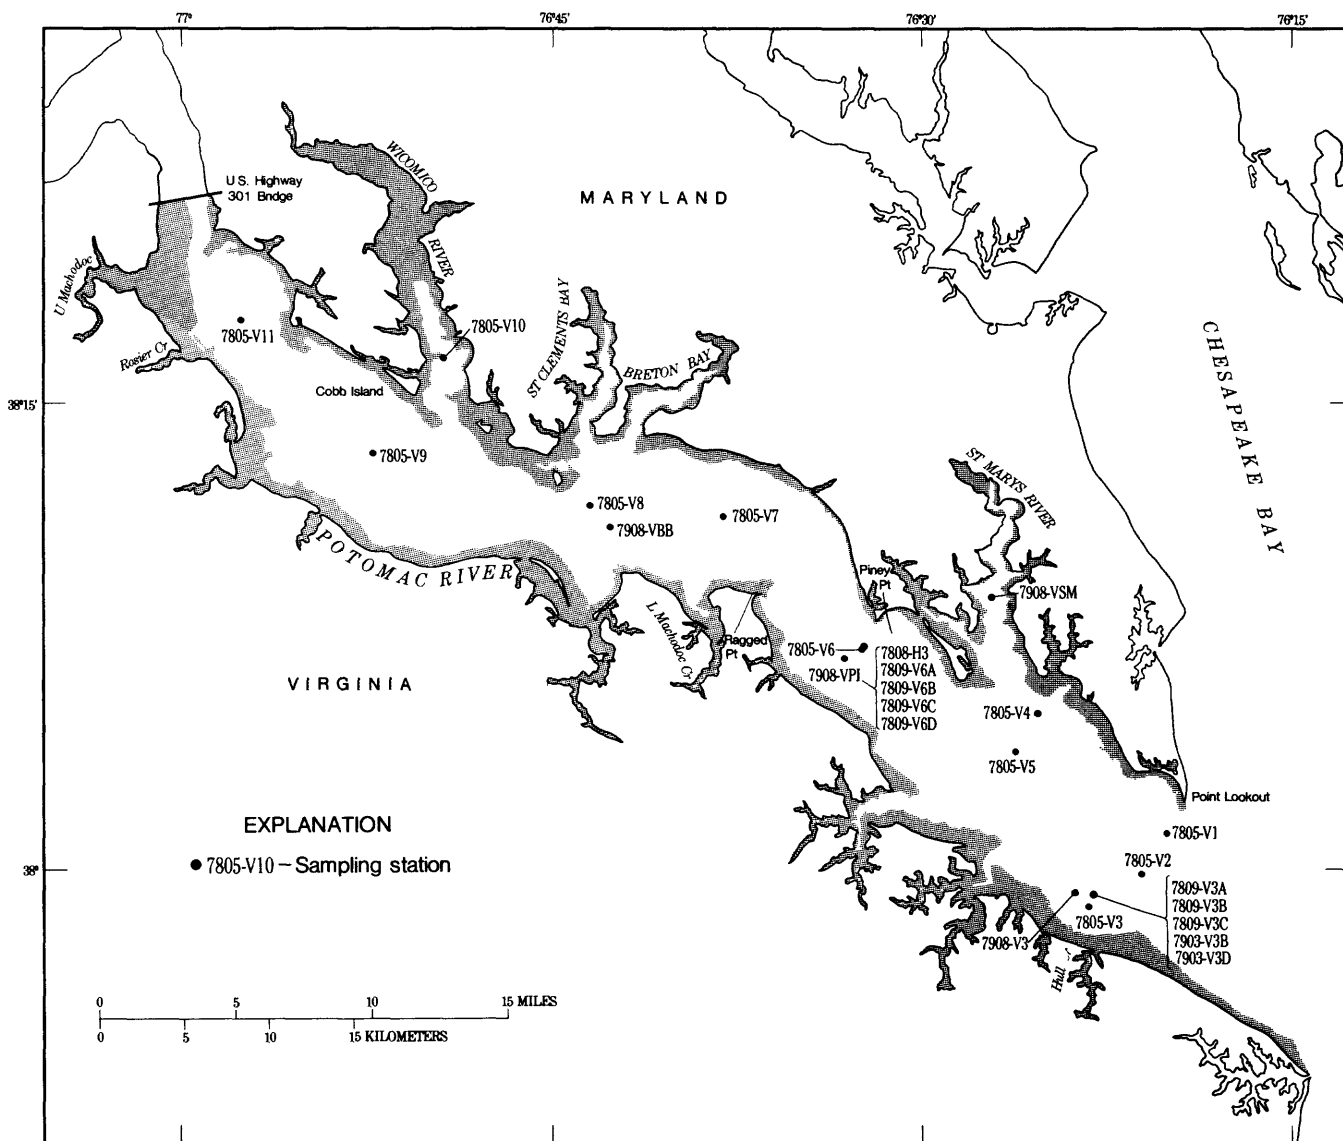 77°
76°45'
76°30'
76°15'
U.S. Highway
301 Bridge
WICOMICO
RIVER
MARYLAND
U Machodoc
7805-V11
7805-V10
Rosier Cr
ST CLEMENTS BAY
BRETON BAY
CHESAPEAKE BAY
Cobb Island
38°15'
7805-V9
ST MARYS RIVER
7805-V8
7908-VBB
7805-V7
POTOMAC RIVER
Piney
Pt
7908-VSM
L Machodoc Cr
Ragged
Pt
7805-V6
7908-VPI
7808-H3
7809-V6A
7809-V6B
7809-V6C
7809-V6D
VIRGINIA
7805-V4
7805-V5
Point Lookout
EXPLANATION
7805-V10 – Sampling station
7805-V1
38°
7805-V2
7809-V3A
7809-V3B
7809-V3C
7903-V3B
7903-V3D
7805-V3
7908-V3
Hull
0 5 10 15 MILES
0 5 10 15 KILOMETERS